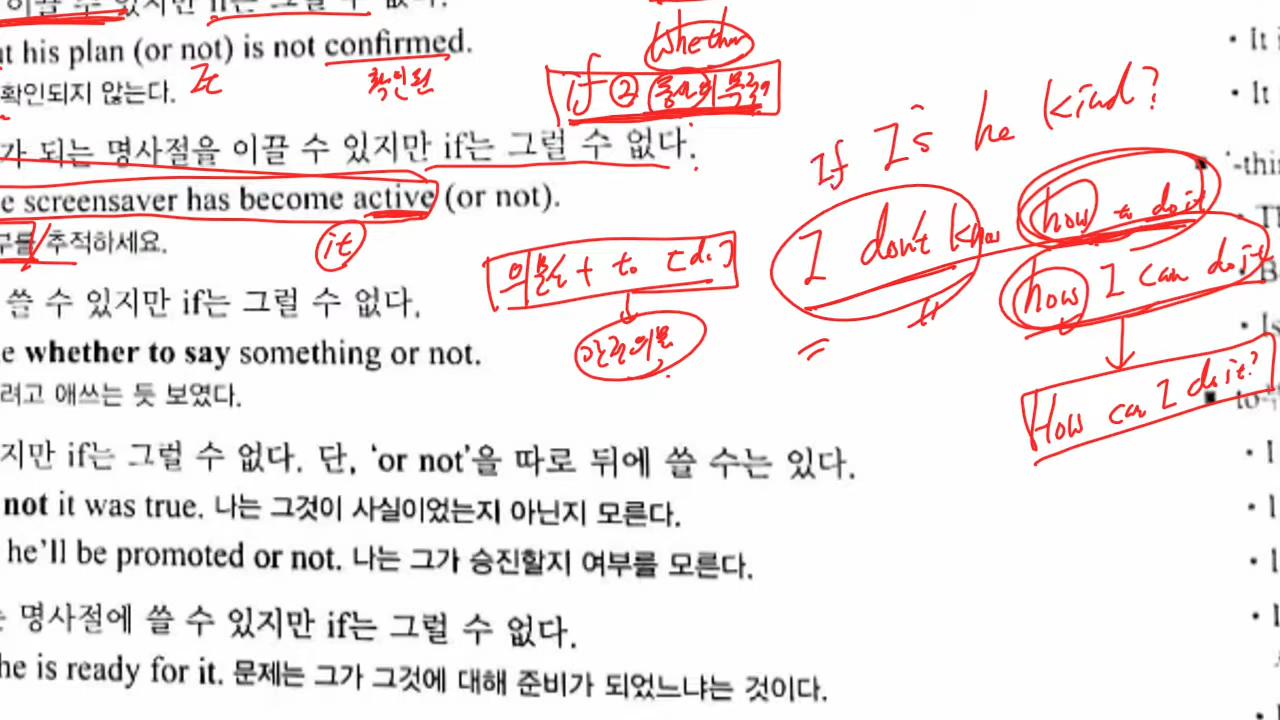 이끌 수 있지만 if는 그럴 수 없다.
t his plan (or not) is not confirmed.
확인되지 않는다.
확인된
Whether
if
If Is he kind?
가 되는 명사절을 이끌 수 있지만 if는 그럴 수 없다.
e screensaver has become active (or not).
추적하세요.
it
의문사 + to do
간접의문
I don't know how to do it
how I can do it
How can I do it?
쓸 수 있지만 if는 그럴 수 없다.
e whether to say something or not.
려고 애쓰는 듯 보였다.
지만 if는 그럴 수 없다. 단, ‘or not’을 따로 뒤에 쓸 수는 있다.
not it was true. 나는 그것이 사실이었는지 아닌지 모른다.
he’ll be promoted or not. 나는 그가 승진할지 여부를 모른다.
는 명사절에 쓸 수 있지만 if는 그럴 수 없다.
he is ready for it. 문제는 그가 그것에 대해 준비가 되었느냐는 것이다.
• It i
• It
-thin
• B
• Is
■ to-
• I
• I
• I
• I